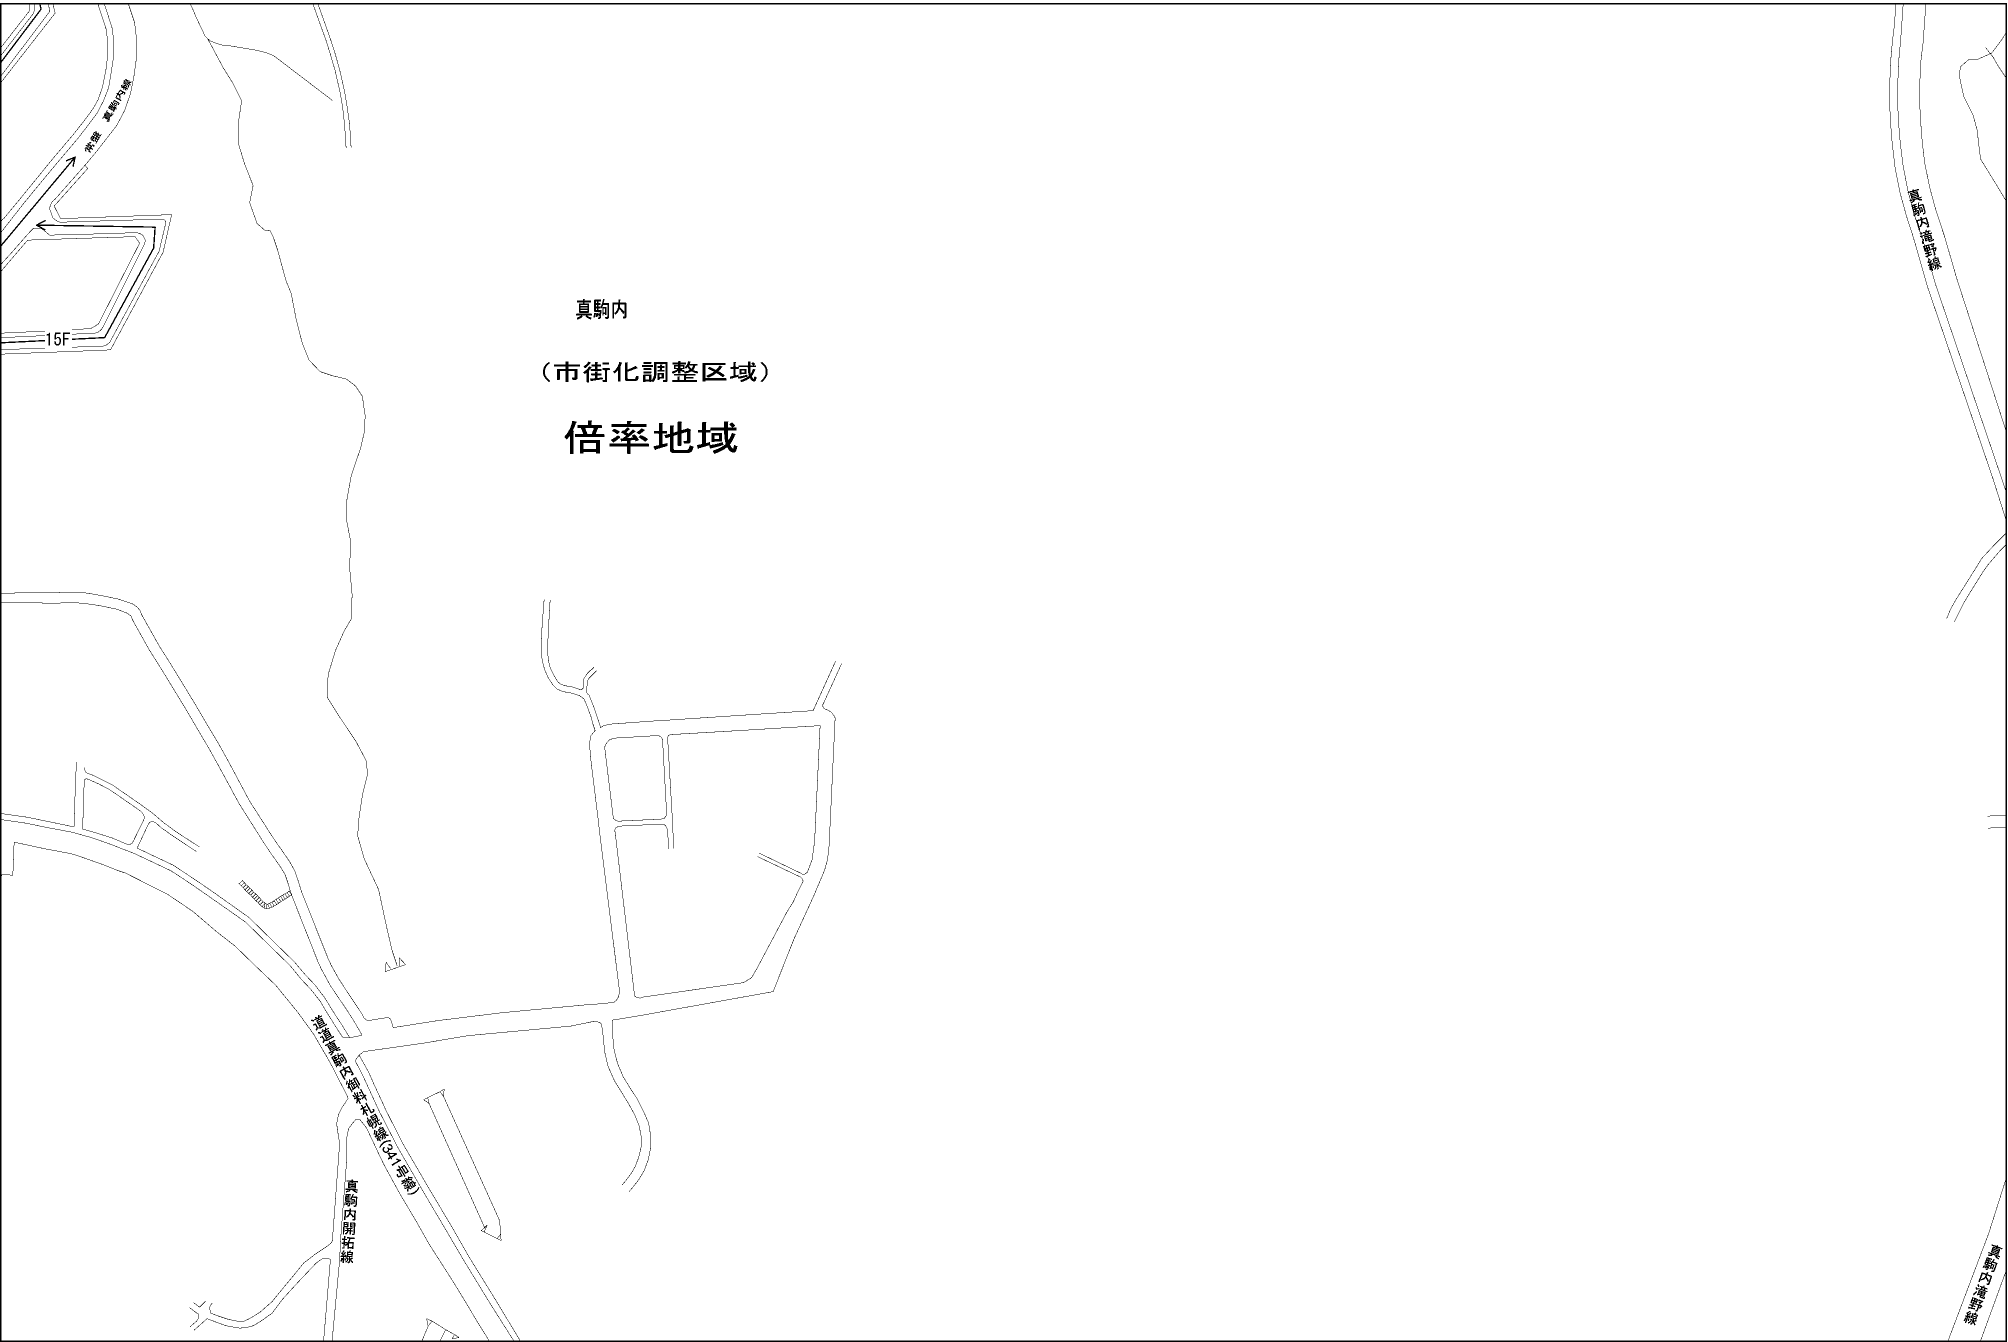 常盤 真駒内線
真駒内滝野線
真駒内
15F
（市街化調整区域）
倍率地域
道道真駒内御料札幌線(341号線)
真駒内開拓線
真駒内滝野線